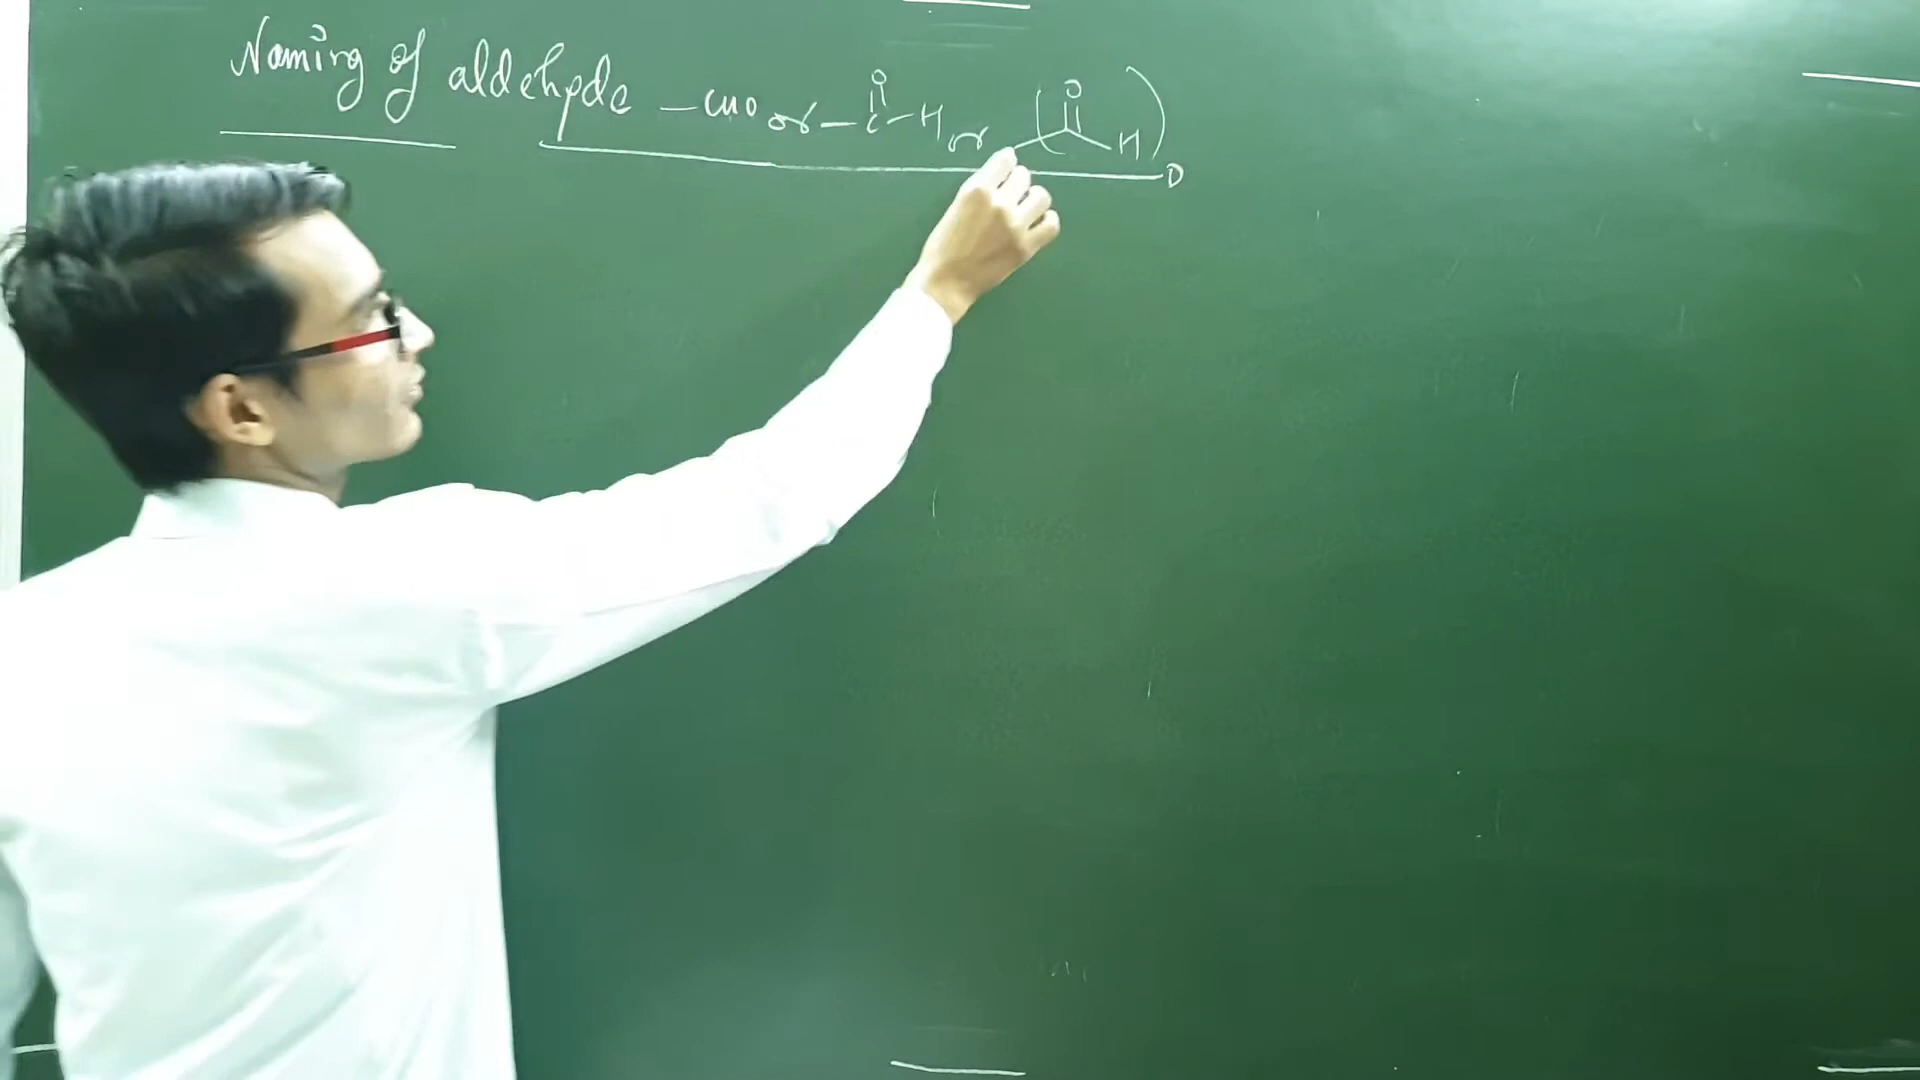 Naming of aldehyde -CHO or -C-H or ( H)
O O